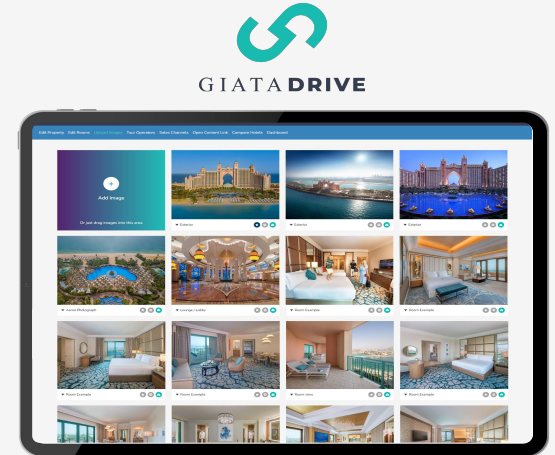 GIATA DRIVE
Edit Property Edit Rooms Upload Images Tour Operators Sales Channels Open Content Link Compare Hotels Dashboard
Add Image
Or just drag images into this area
Exterior
Exterior
Exterior
Aerial Photograph
Lounge / Lobby
Room Example
Room Example
Room Example
Room Example
Room view
Room Example